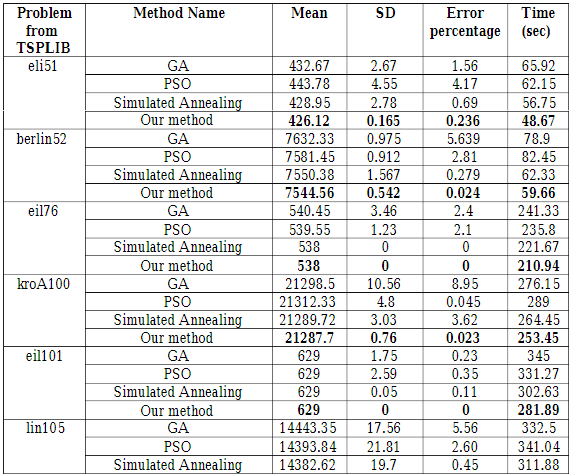 Problem from TSPLIB Method Name Mean SD Error percentage Time (sec)
eli51 GA 432.67 2.67 1.56 65.92
PSO 443.78 4.55 4.17 62.15
Simulated Annealing 428.95 2.78 0.69 56.75
Our method 426.12 0.165 0.236 48.67
berlin52 GA 7632.33 0.975 5.639 78.9
PSO 7581.45 0.912 2.81 82.45
Simulated Annealing 7550.38 1.567 0.279 62.33
Our method 7544.56 0.542 0.024 59.66
eil76 GA 540.45 3.46 2.4 241.33
PSO 539.55 1.23 2.1 235.8
Simulated Annealing 538 0 0 221.67
Our method 538 0 0 210.94
kroA100 GA 21298.5 10.56 8.95 276.15
PSO 21312.33 4.8 0.045 289
Simulated Annealing 21289.72 3.03 3.62 264.45
Our method 21287.7 0.76 0.023 253.45
eil101 GA 629 1.75 0.23 345
PSO 629 2.59 0.35 331.27
Simulated Annealing 629 0.05 0.11 302.63
Our method 629 0 0 281.89
lin105 GA 14443.35 17.56 5.56 332.5
PSO 14393.84 21.81 2.60 341.04
Simulated Annealing 14382.62 19.7 0.45 311.88